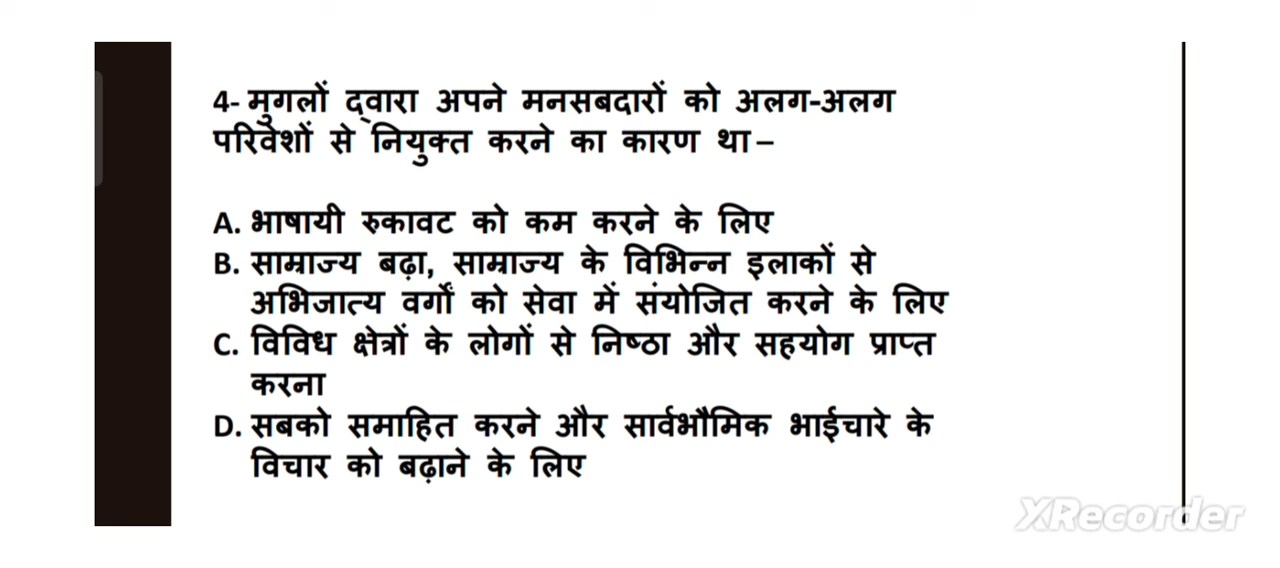 4- मुगलों द्वारा अपने मनसबदारों को अलग-अलग
परिवेशों से नियुक्त करने का कारण था –
A. भाषायी रुकावट को कम करने के लिए
B. साम्राज्य बढ़ा, साम्राज्य के विभिन्न इलाकों से
अभिजात्य वर्गों को सेवा में संयोजित करने के लिए
C. विविध क्षेत्रों के लोगों से निष्ठा और सहयोग प्राप्त
करना
D. सबको समाहित करने और सार्वभौमिक भाईचारे के
विचार को बढ़ाने के लिए
XRecorder